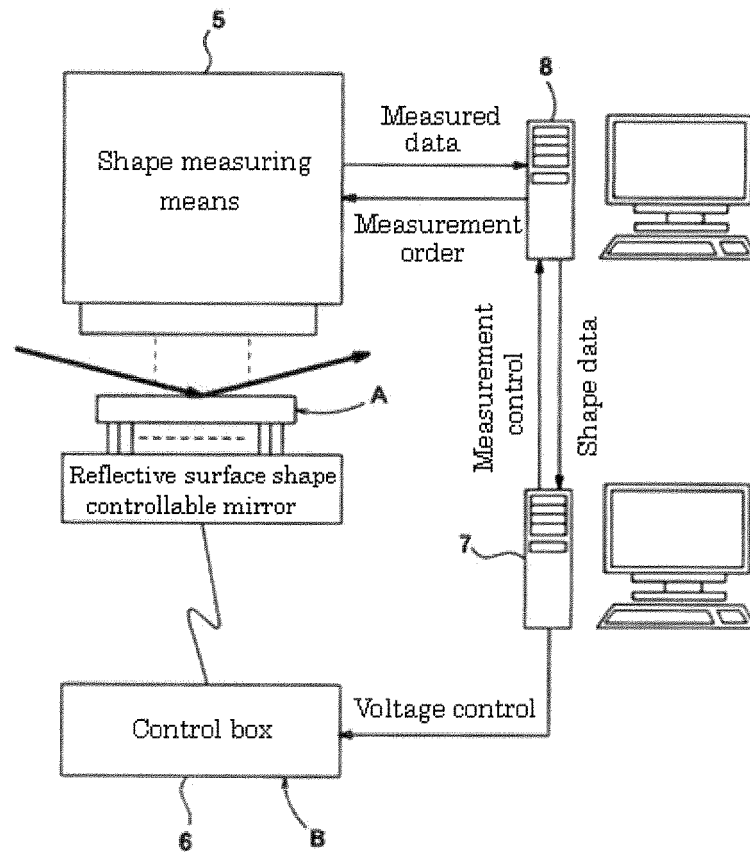 5
8
Shape measuring
means
Measured
data
Measurement
order
A
Measurement
control
Shape data
Reflective surface shape
controllable mirror
7
Control box
Voltage control
6
B